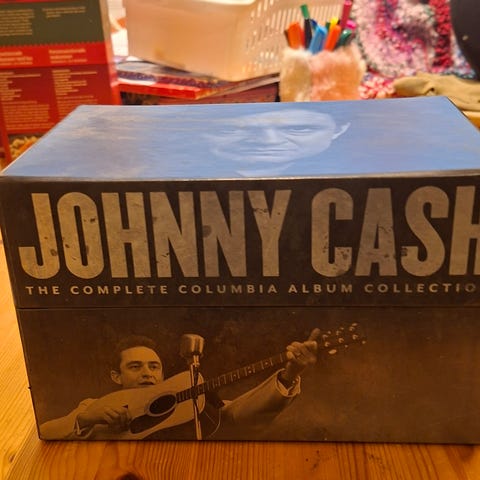 JOHNNY CASH
THE COMPLETE COLUMBIA ALBUM COLLECTIO